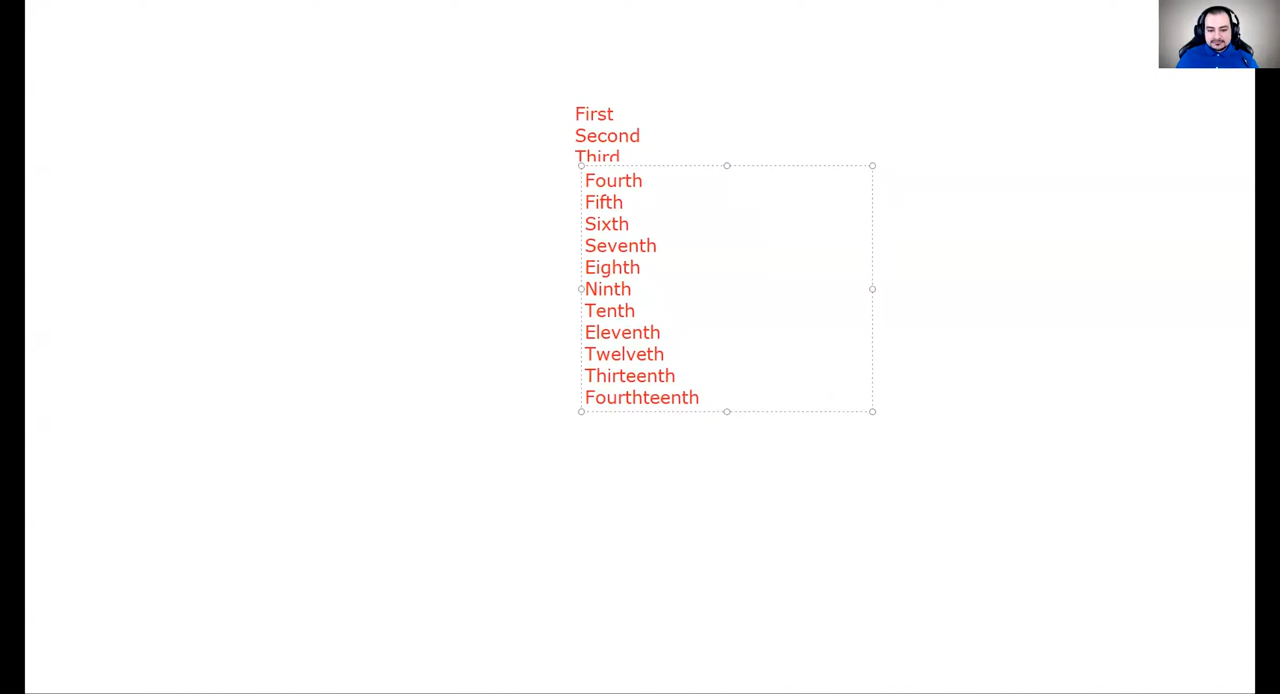 First
Second
Third
Fourth
Fifth
Sixth
Seventh
Eighth
Ninth
Tenth
Eleventh
Twelveth
Thirteenth
Fourthteenth